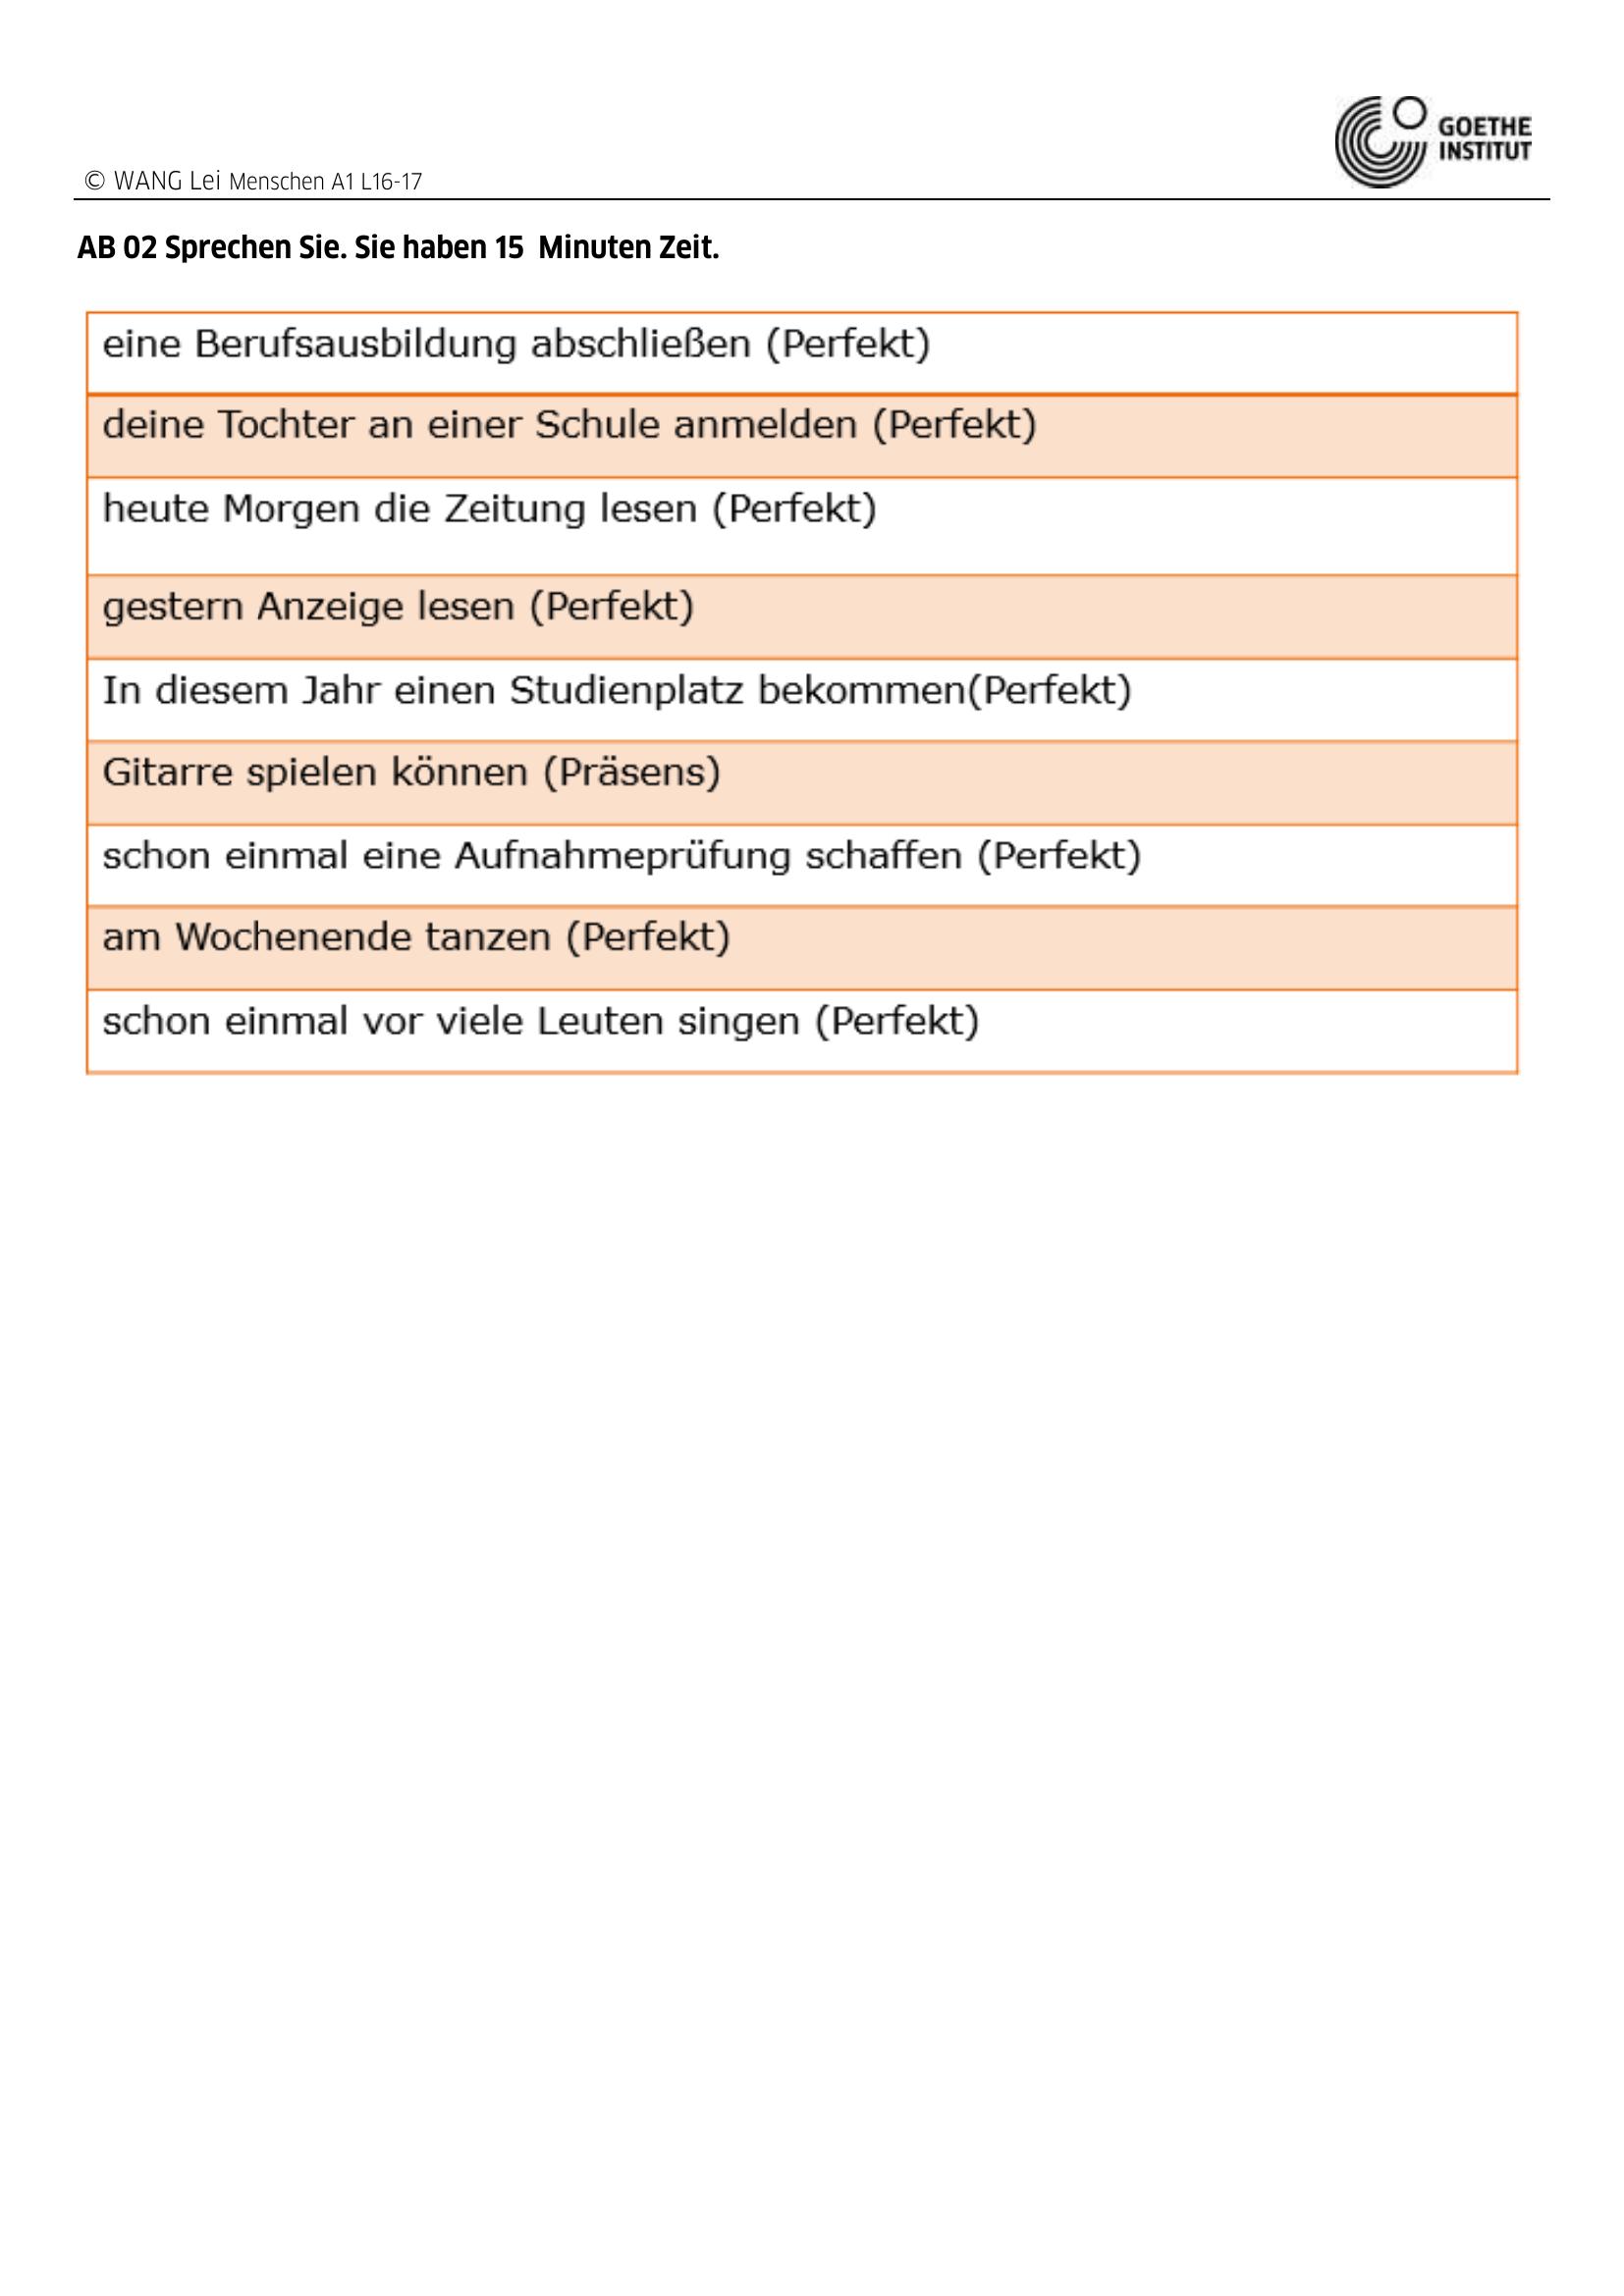 GOETHE
INSTITUT
© WANG Lei Menschen A1 L16-17
AB 02 Sprechen Sie. Sie haben 15  Minuten Zeit.
eine Berufsausbildung abschließen (Perfekt)
deine Tochter an einer Schule anmelden (Perfekt)
heute Morgen die Zeitung lesen (Perfekt)
gestern Anzeige lesen (Perfekt)
In diesem Jahr einen Studienplatz bekommen(Perfekt)
Gitarre spielen können (Präsens)
schon einmal eine Aufnahmeprüfung schaffen (Perfekt)
am Wochenende tanzen (Perfekt)
schon einmal vor viele Leuten singen (Perfekt)